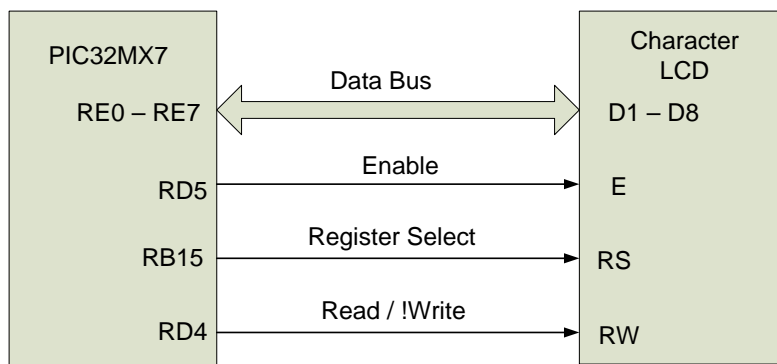 PIC32MX7
Character
LCD
Data Bus
RE0 – RE7
D1 – D8
Enable
RD5
E
Register Select
RB15
RS
Read / !Write
RD4
RW